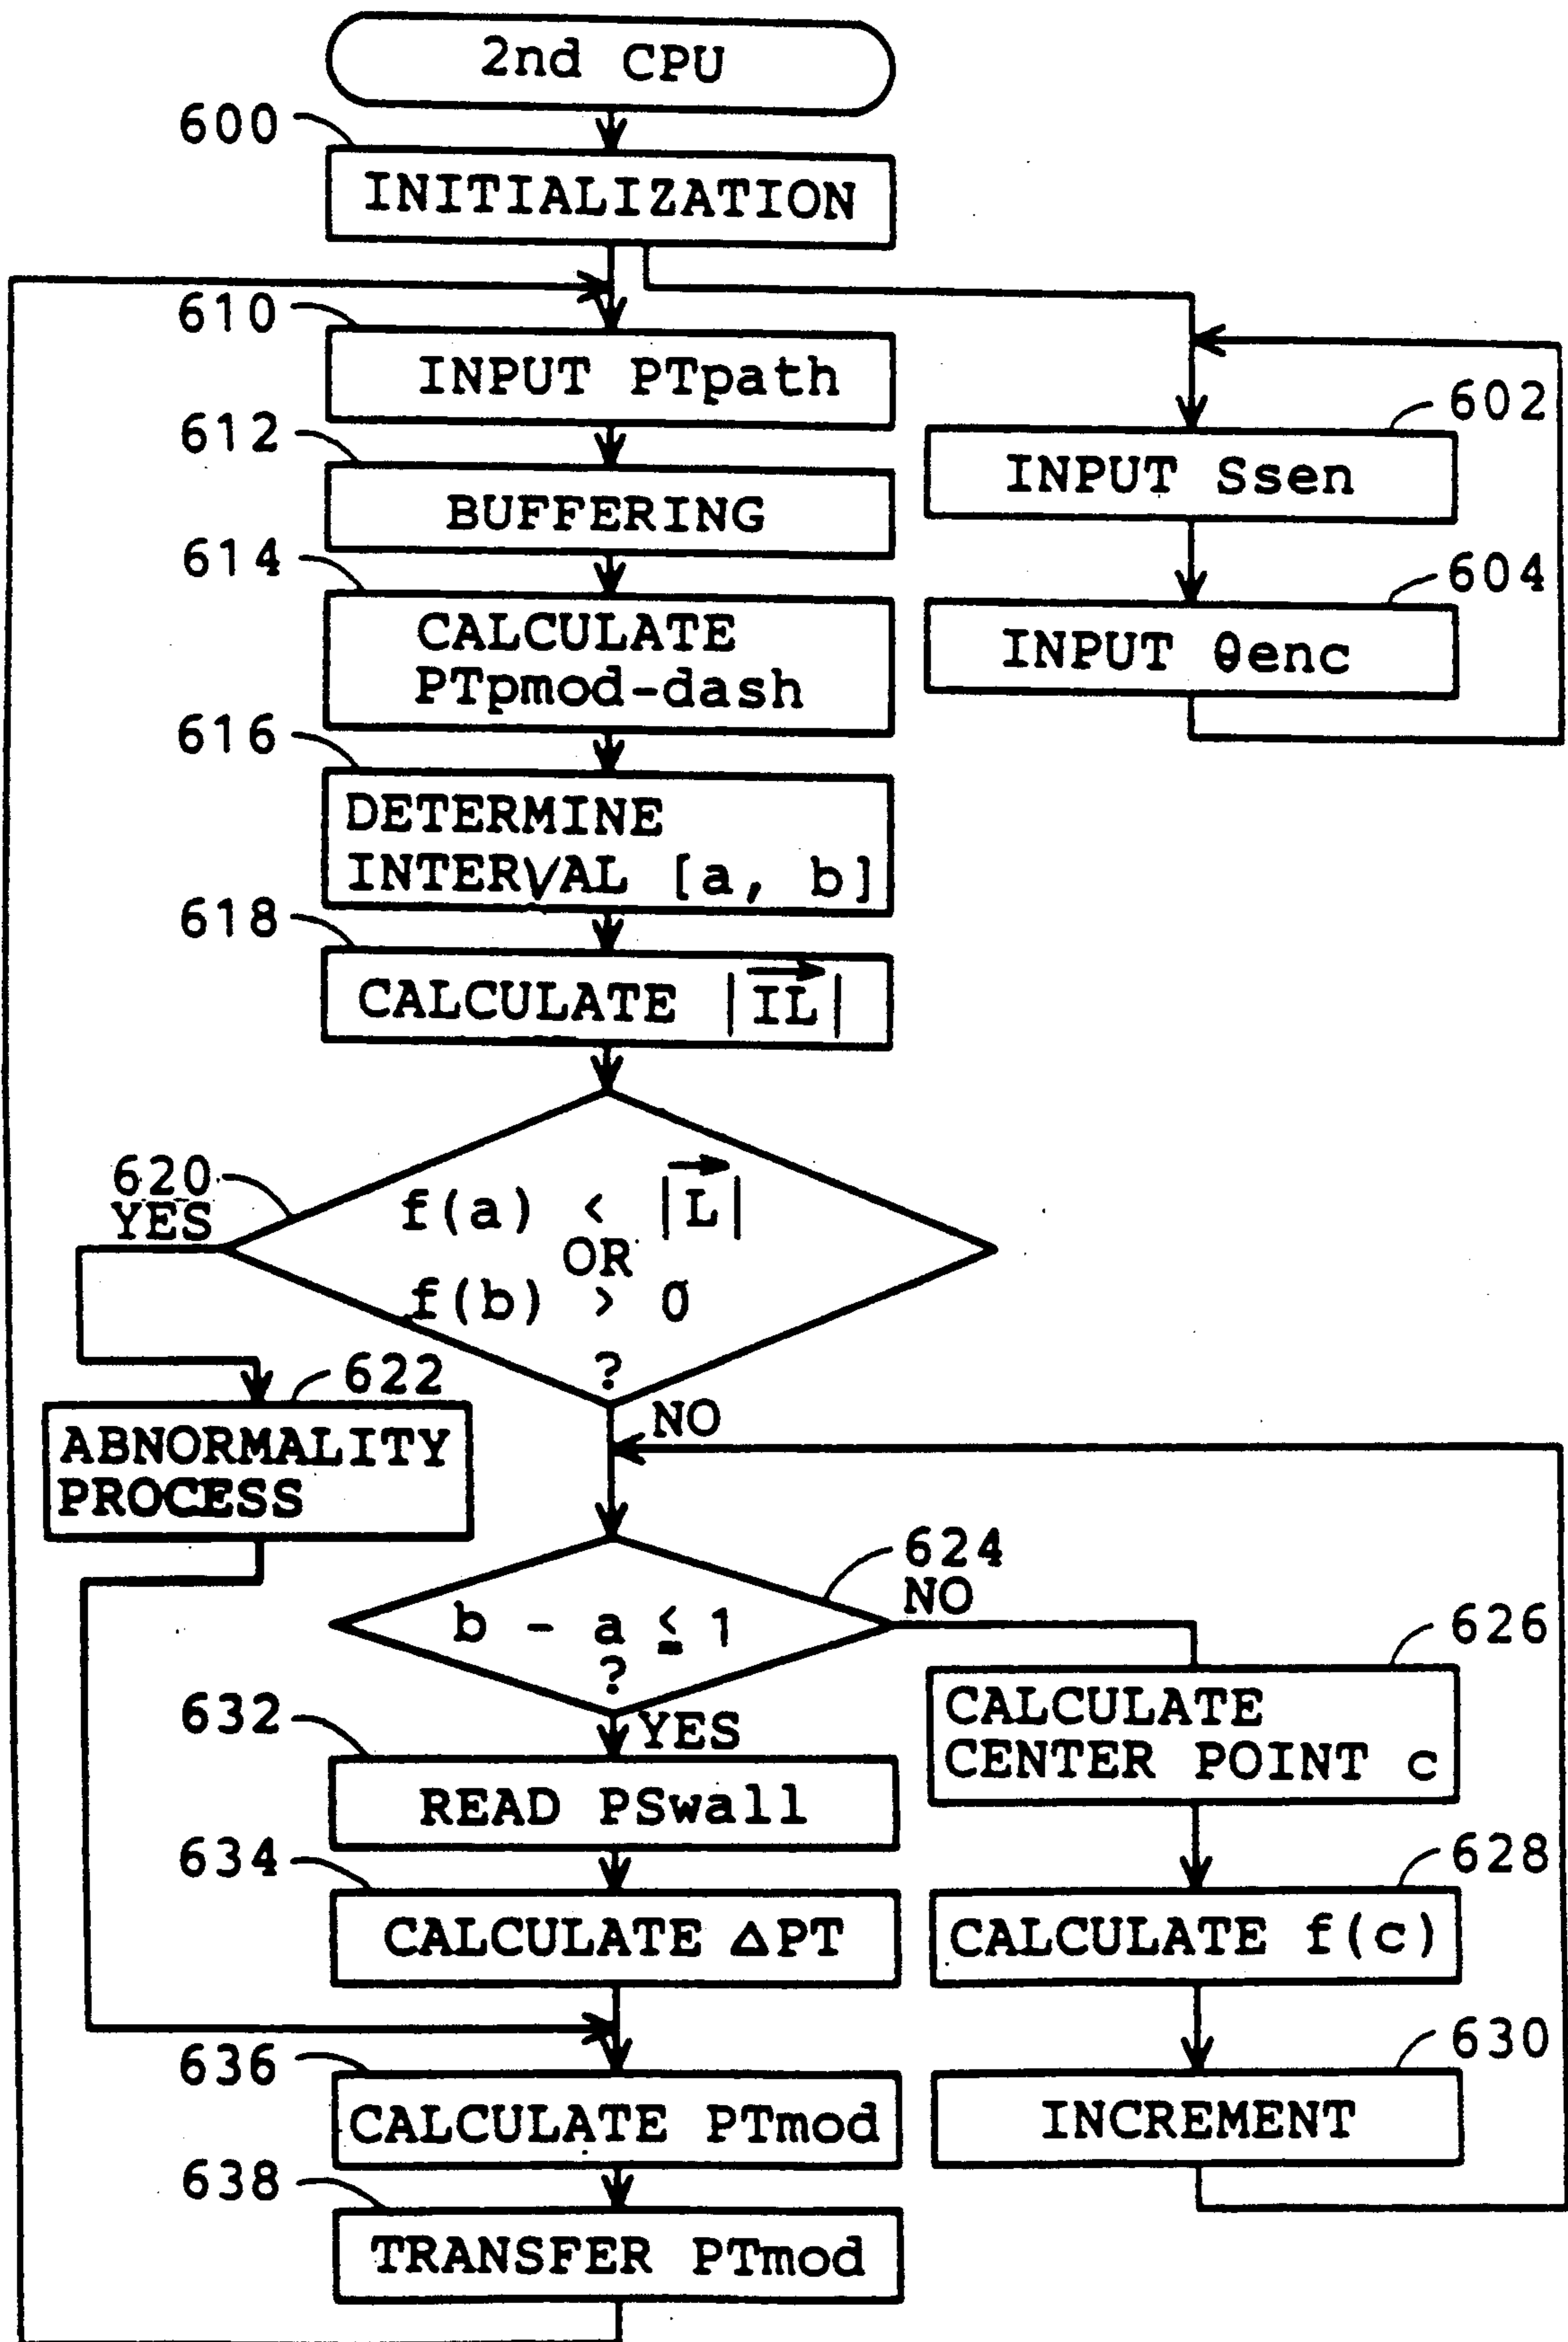 2nd CPU
600
INITIALIZATION
610
INPUT PTpath
602
INPUT Ssen
612
BUFFERING
604
INPUT θenc
614
CALCULATE
PTpmod-dash
616
DETERMINE
INTERVAL [a, b]
618
CALCULATE |IL|
620
YES
f(a) < |L|
OR
f(b) > 0
?
622
NO
ABNORMALITY
PROCESS
624
NO
b - a ≤ 1
?
626
CALCULATE
CENTER POINT c
632
YES
READ PSwall
628
CALCULATE f(c)
634
CALCULATE ΔPT
630
INCREMENT
636
CALCULATE PTmod
638
TRANSFER PTmod